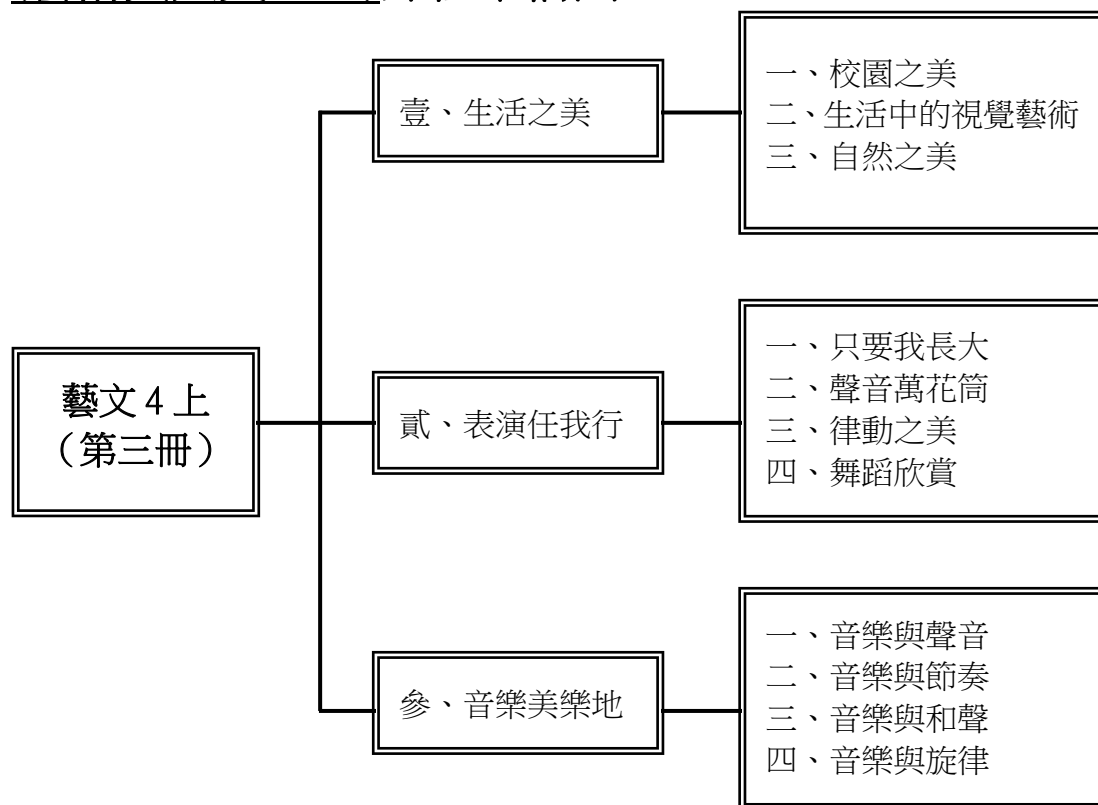 壹、生活之美
一、校園之美
二、生活中的視覺藝術
三、自然之美
藝文4上
（第三冊）
貳、表演任我行
一、只要我長大
二、聲音萬花筒
三、律動之美
四、舞蹈欣賞
參、音樂美樂地
一、音樂與聲音
二、音樂與節奏
三、音樂與和聲
四、音樂與旋律